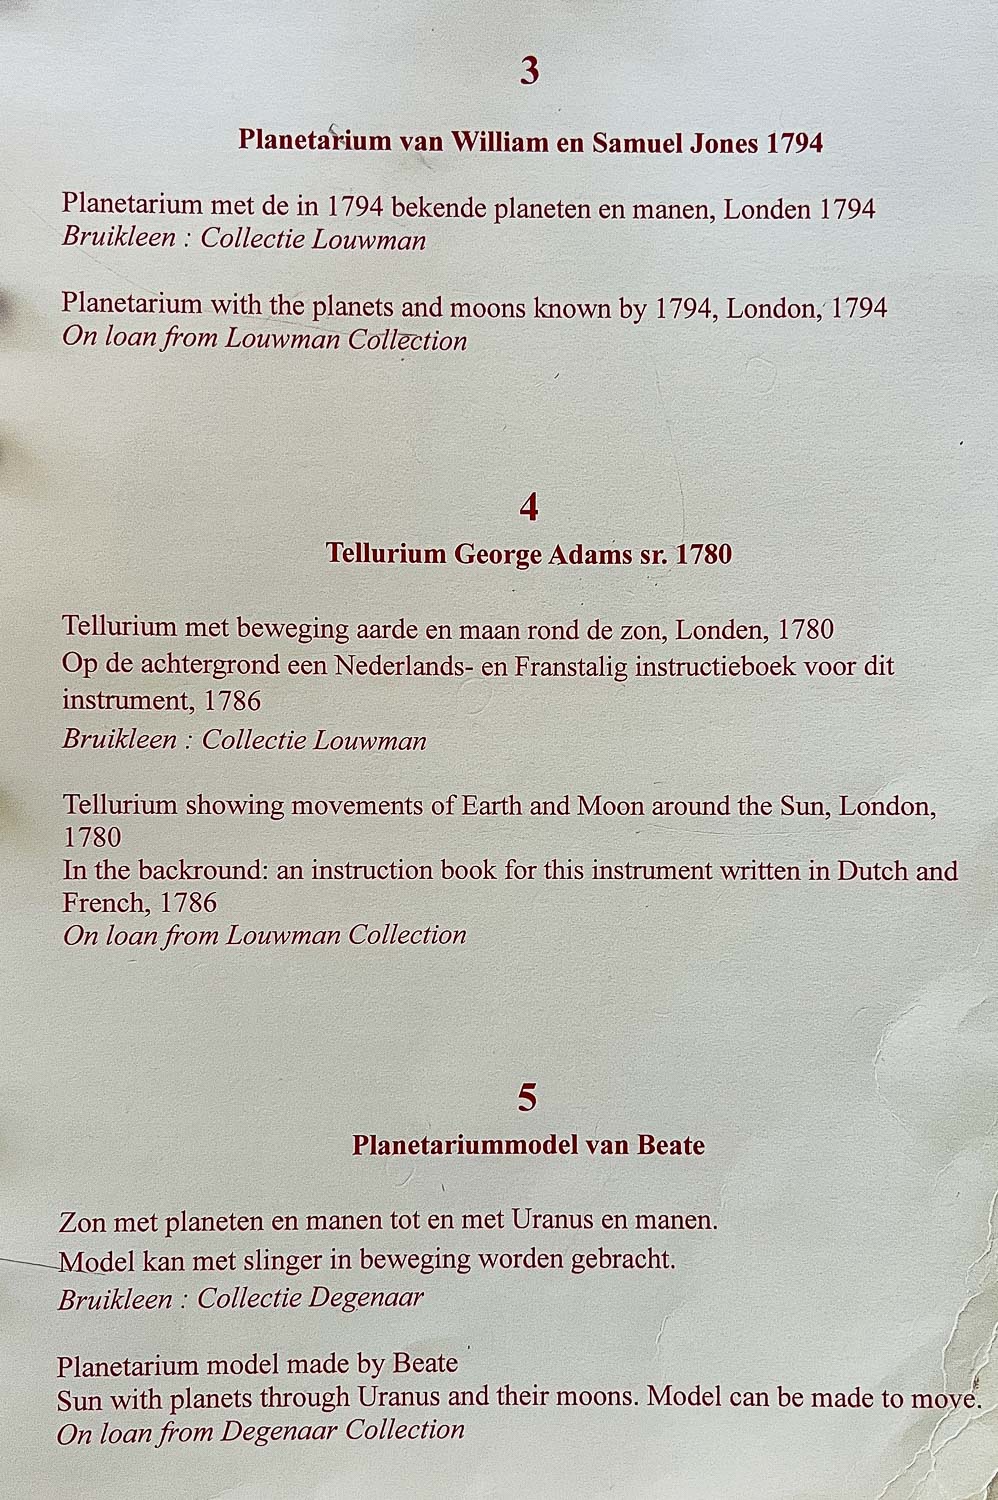 3
Planetarium van William en Samuel Jones 1794
Planetarium met de in 1794 bekende planeten en manen, Londen 1794
Bruikleen : Collectie Louwman
Planetarium with the planets and moons known by 1794, London, 1794
On loan from Louwman Collection
4
Tellurium George Adams sr. 1780
Tellurium met beweging aarde en maan rond de zon, Londen, 1780
Op de achtergrond een Nederlands- en Franstalig instructieboek voor dit
instrument, 1786
Bruikleen : Collectie Louwman
Tellurium showing movements of Earth and Moon around the Sun, London,
1780
In the backround: an instruction book for this instrument written in Dutch and
French, 1786
On loan from Louwman Collection
5
Planetariummodel van Beate
Zon met planeten en manen tot en met Uranus en manen.
Model kan met slinger in beweging worden gebracht.
Bruikleen : Collectie Degenaar
Planetarium model made by Beate
Sun with planets through Uranus and their moons. Model can be made to move.
On loan from Degenaar Collection